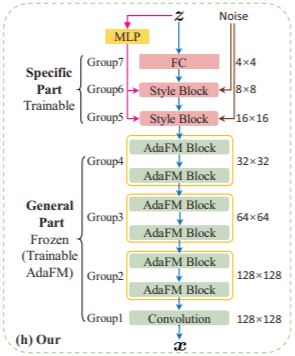 z
Noise
MLP
Group7
FC
4×4
Specific
Part
Trainable
Group6
Style Block
8×8
Group5
Style Block
16×16
AdaFM Block
Group4
32×32
AdaFM Block
General
Part
Frozen
(Trainable
AdaFM)
AdaFM Block
Group3
64×64
AdaFM Block
AdaFM Block
Group2
128×128
AdaFM Block
Group1
Convolution
128×128
(h) Our
x